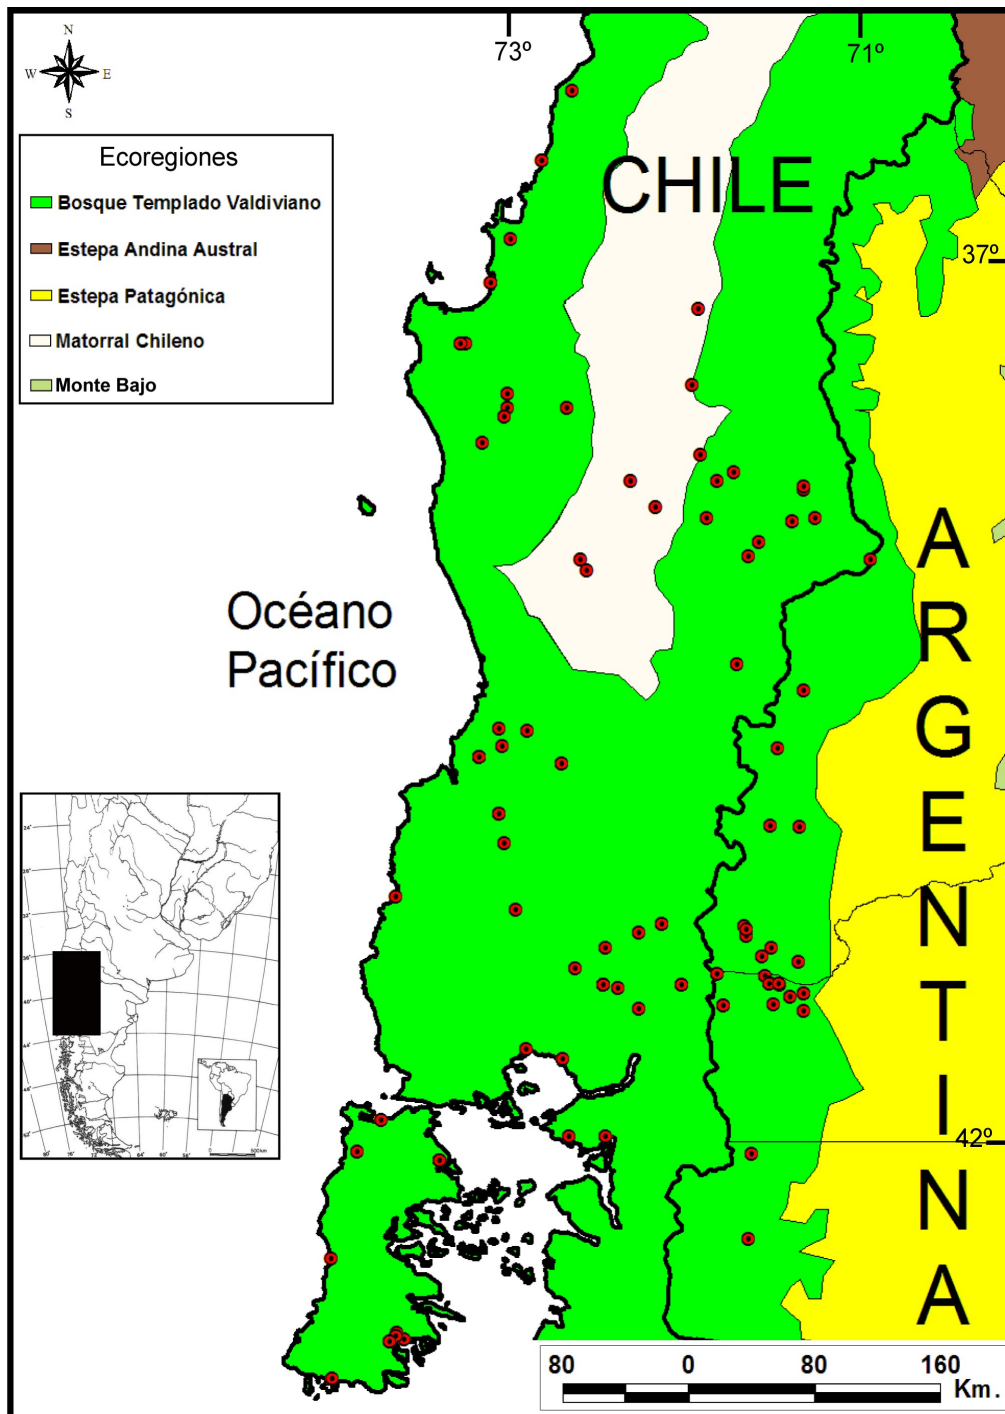 N
W E
S
73º
71º
Ecoregiones
Bosque Templado Valdiviano
Estepa Andina Austral
Estepa Patagónica
Matorral Chileno
Monte Bajo
CHILE
37º
Océano
Pacífico
ARGENTINA
42º
80 0 80 160
Km.